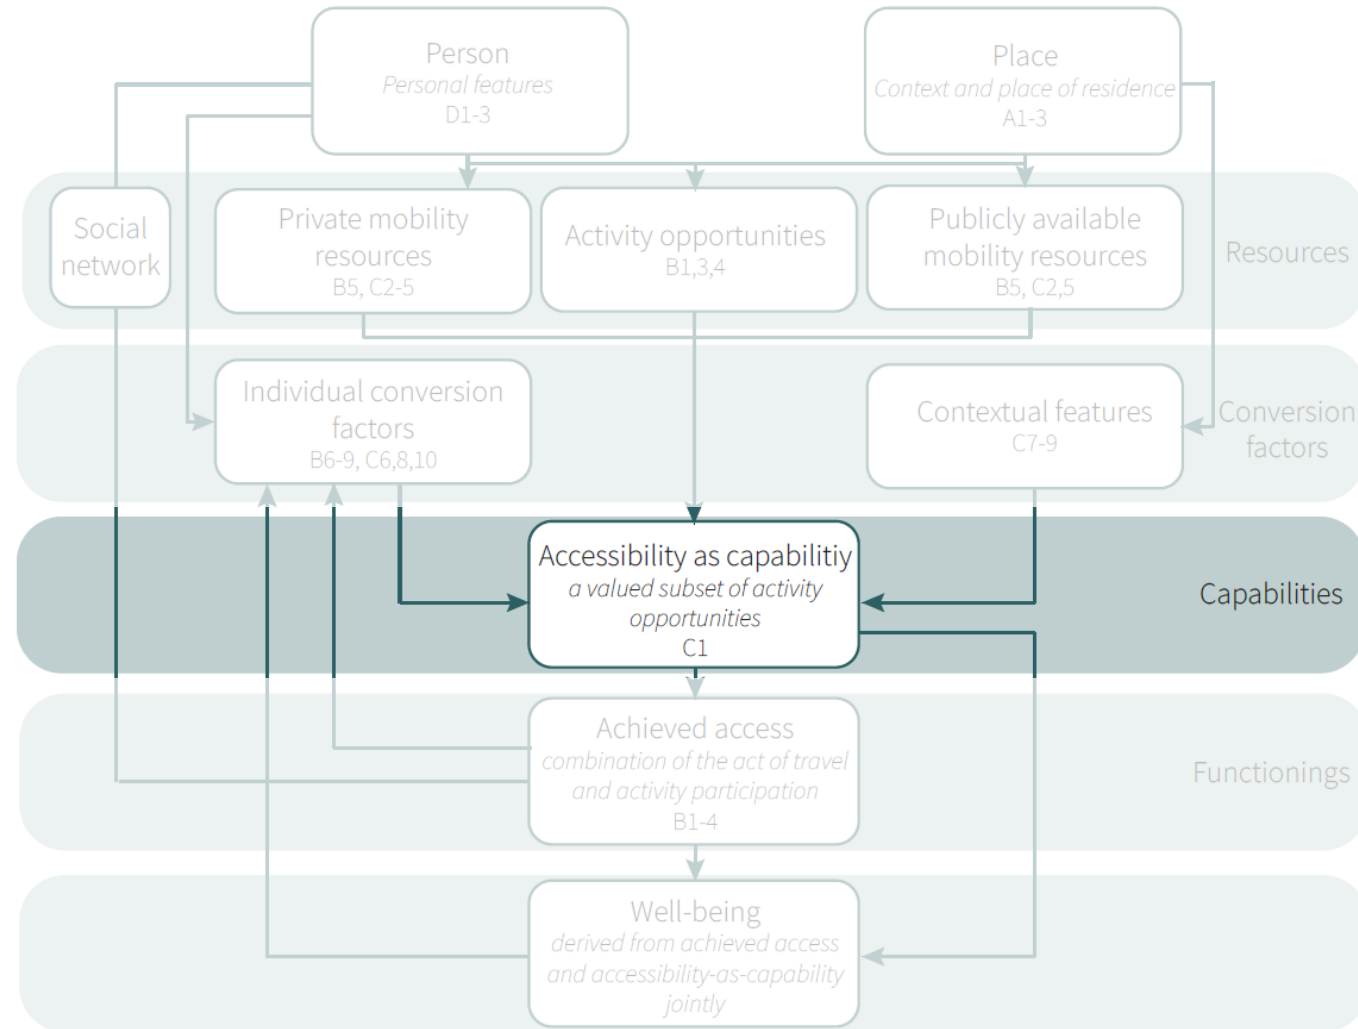 Person
Personal features
D1-3
Place
Context and place of residence
A1-3
Social
network
Private mobility
resources
B5, C2-5
Activity opportunities
B1,3,4
Publicly available
mobility resources
B5, C2,5
Resources
Individual conversion
factors
B6-9, C6,8,10
Contextual features
C7-9
Conversion
factors
Accessibility as capabilitiy
a valued subset of activity
opportunities
C1
Capabilities
Achieved access
combination of the act of travel
and activity participation
B1-4
Functionings
Well-being
derived from achieved access
and accessibility-as-capability
jointly